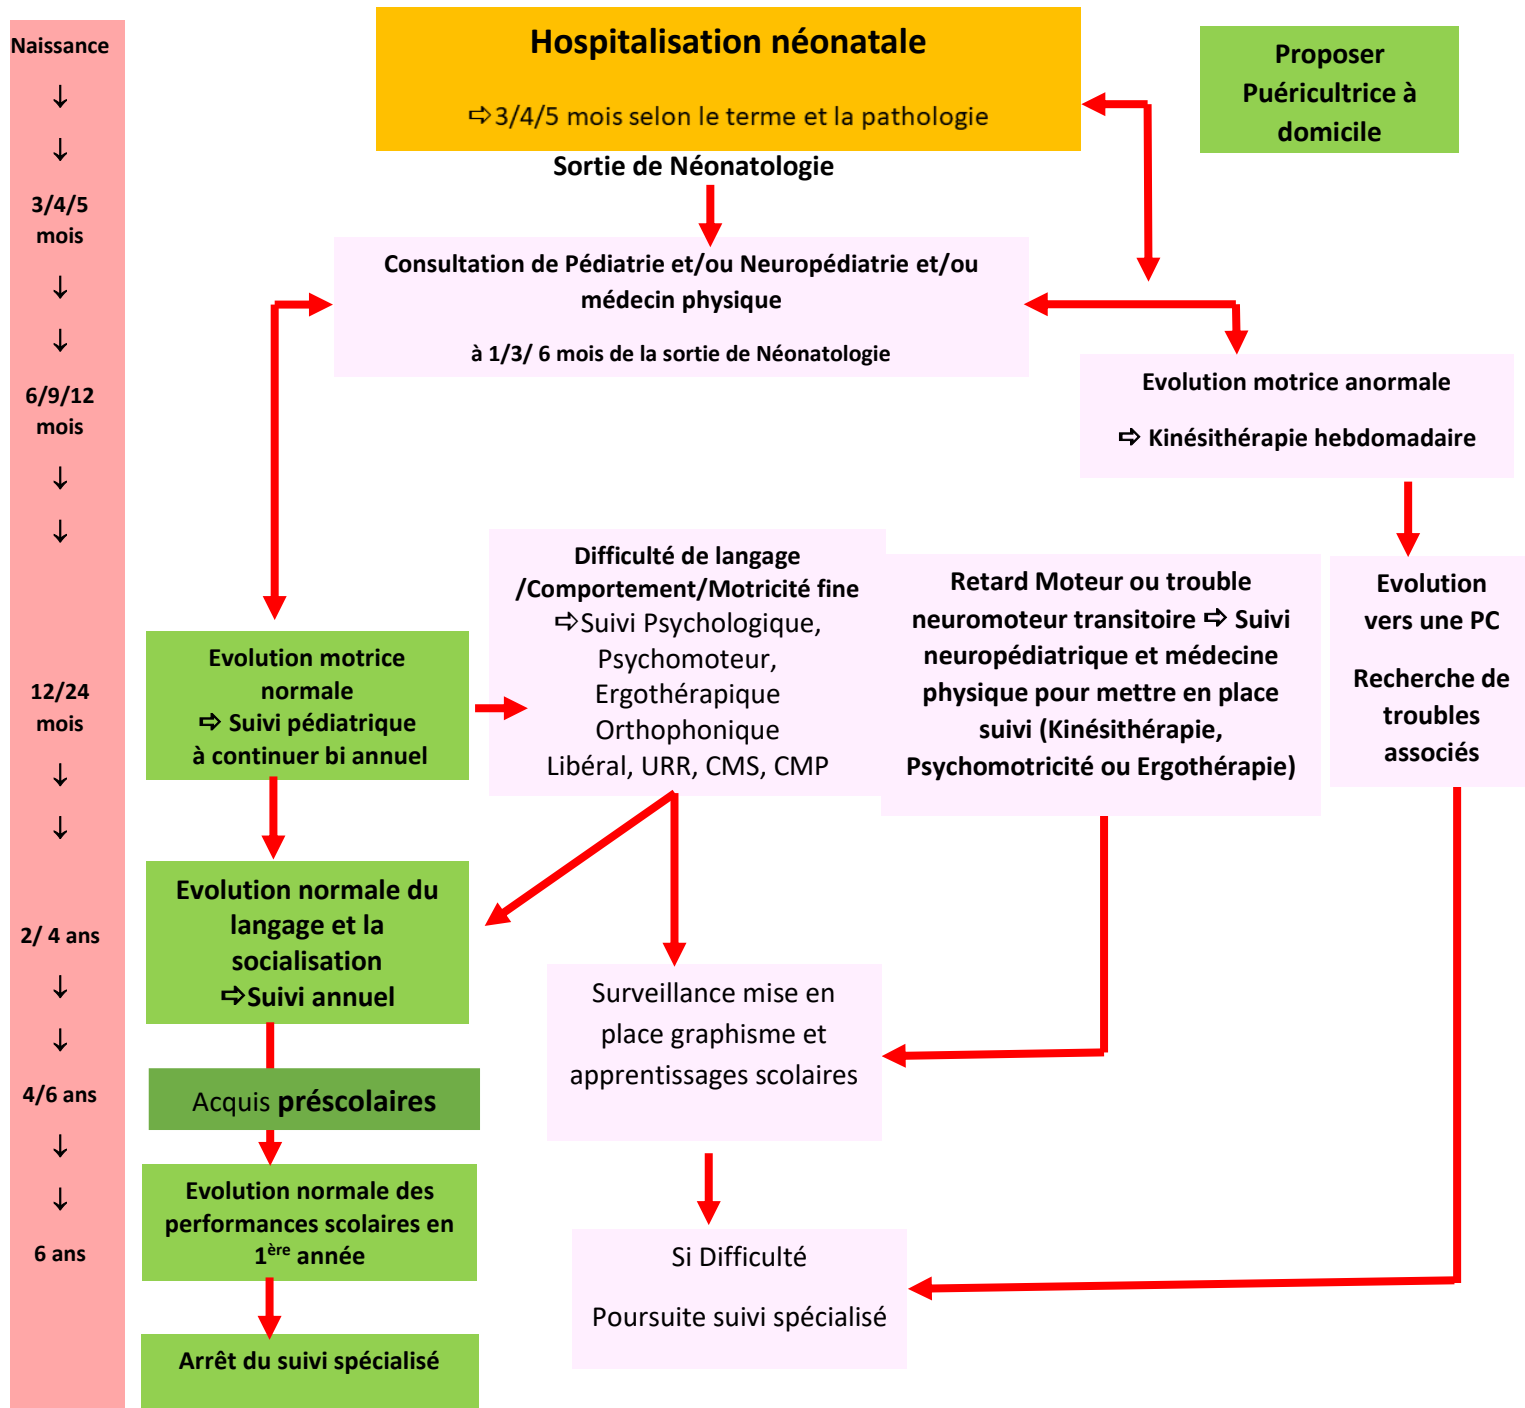 Naissance
↓
↓
3/4/5
mois
↓
↓
6/9/12
mois
↓
↓
12/24
mois
↓
↓
2/ 4 ans
↓
↓
4/6 ans
↓
↓
6 ans
Hospitalisation néonatale
⇨3/4/5 mois selon le terme et la pathologie
Proposer
Puéricultrice à
domicile
Sortie de Néonatologie
Consultation de Pédiatrie et/ou Neuropédiatrie et/ou
médecin physique
à 1/3/ 6 mois de la sortie de Néonatologie
Evolution motrice anormale
⇨ Kinésithérapie hebdomadaire
Evolution motrice
normale
⇨ Suivi pédiatrique
à continuer bi annuel
Difficulté de langage
/Comportement/Motricité fine
⇨Suivi Psychologique,
Psychomoteur,
Ergothérapique
Orthophonique
Libéral, URR, CMS, CMP
Retard Moteur ou trouble
neuromoteur transitoire ⇨ Suivi
neuropédiatrique et médecine
physique pour mettre en place
suivi (Kinésithérapie,
Psychomotricité ou Ergothérapie)
Evolution
vers une PC
Recherche de
troubles
associés
Evolution normale du
langage et la
socialisation
⇨Suivi annuel
Surveillance mise en
place graphisme et
apprentissages scolaires
Acquis préscolaires
Evolution normale des
performances scolaires en
1ère année
Si Difficulté
Poursuite suivi spécialisé
Arrêt du suivi spécialisé